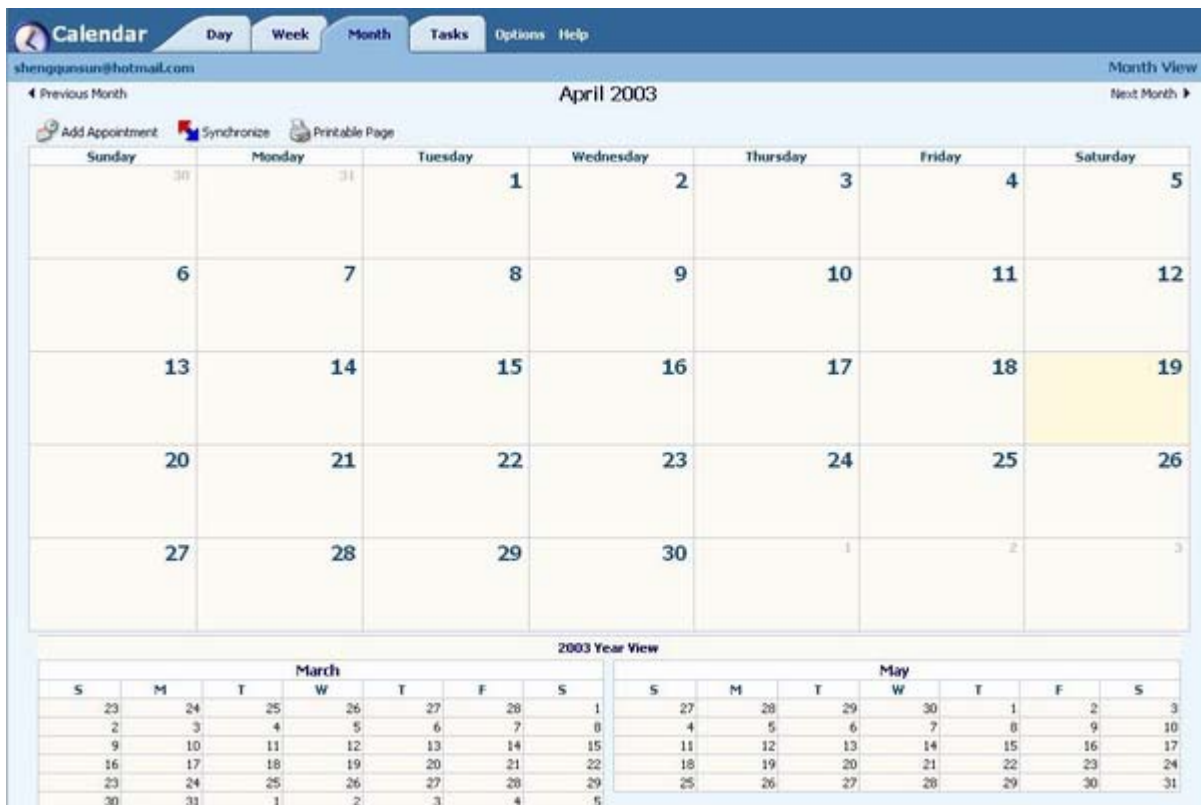 Calendar Day Week Month Tasks Options Help
shengqunsun@hotmail.com Month View
Previous Month April 2003 Next Month
Add Appointment Synchronize Printable Page
Sunday Monday Tuesday Wednesday Thursday Friday Saturday
30 31 1 2 3 4 5
6 7 8 9 10 11 12
13 14 15 16 17 18 19
20 21 22 23 24 25 26
27 28 29 30 1 2 3
2003 Year View
March May
S M T W T F S S M T W T F S
23 24 25 26 27 28 1 27 28 29 30 1 2 3
2 3 4 5 6 7 8 4 5 6 7 8 9 10
9 10 11 12 13 14 15 11 12 13 14 15 16 17
16 17 18 19 20 21 22 18 19 20 21 22 23 24
23 24 25 26 27 28 29 25 26 27 28 29 30 31
30 31 1 2 3 4 5